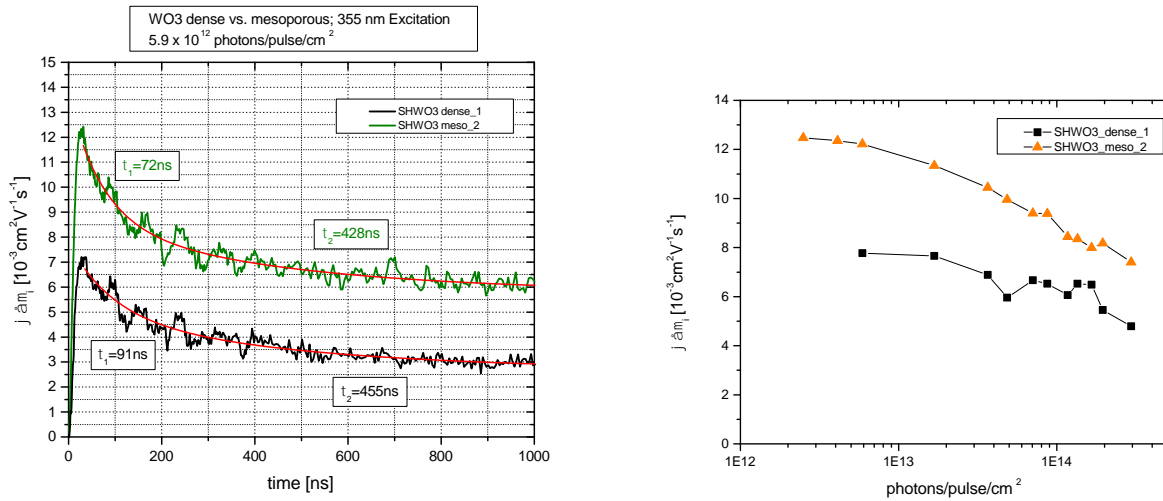 WO3 dense vs. mesoporous; 355 nm Excitation
5.9 x 10¹² photons/pulse/cm²
15
14
13
12
11
10
9
8
7
6
5
4
3
2
1
0
j åm_i [10⁻³cm²V⁻¹s⁻¹]
SHWO3 dense_1
SHWO3 meso_2
t₁=72ns
t₂=428ns
t₁=91ns
t₂=455ns
0 200 400 600 800 1000
time [ns]
14
12
10
8
6
4
2
0
j åm_i [10⁻³cm²V⁻¹s⁻¹]
SHWO3_dense_1
SHWO3_meso_2
1E12 1E13 1E14
photons/pulse/cm²